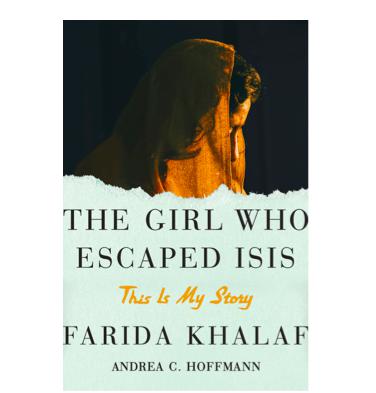 THE GIRL WHO
ESCAPED ISIS
This Is My Story
FARIDA KHALAF
ANDREA C. HOFFMANN